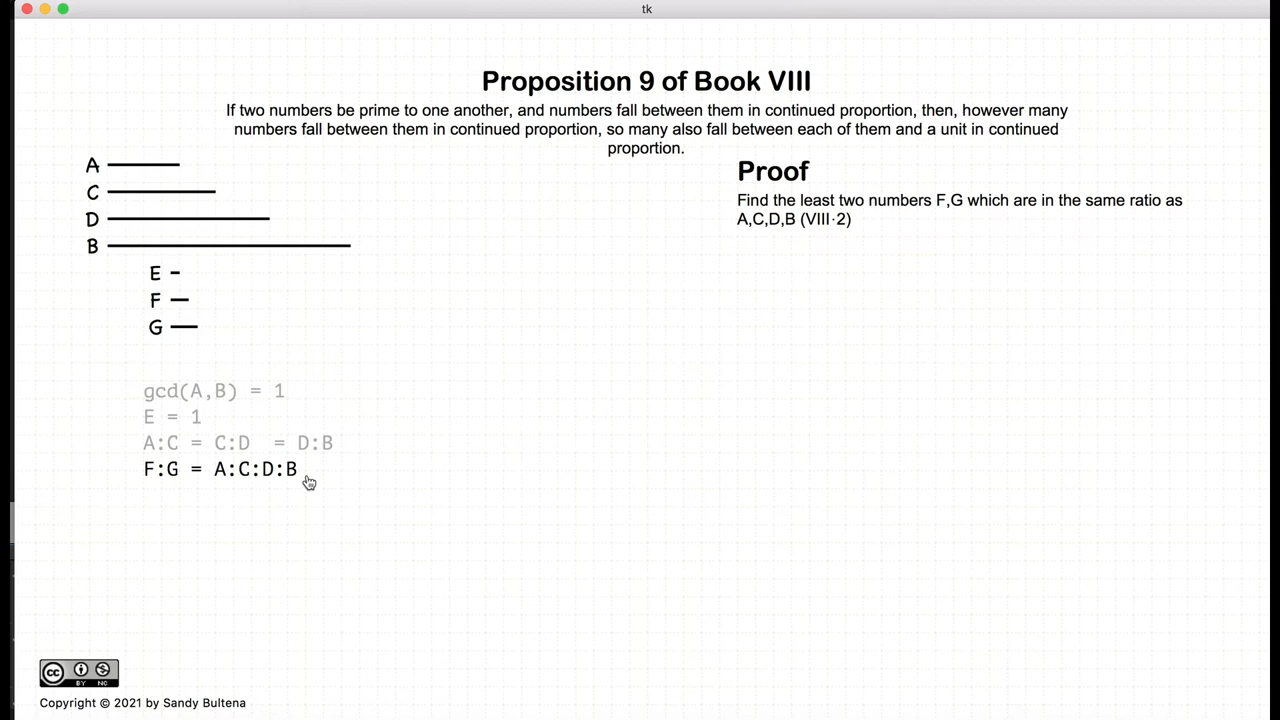 tk
Proposition 9 of Book VIII
If two numbers be prime to one another, and numbers fall between them in continued proportion, then, however many
numbers fall between them in continued proportion, so many also fall between each of them and a unit in continued
proportion.
A
C
D
B
E
F
G
gcd(A,B) = 1
E = 1
A:C = C:D = D:B
F:G = A:C:D:B
Proof
Find the least two numbers F,G which are in the same ratio as
A,C,D,B (VIII·2)
cc
BY NC
Copyright © 2021 by Sandy Bultena